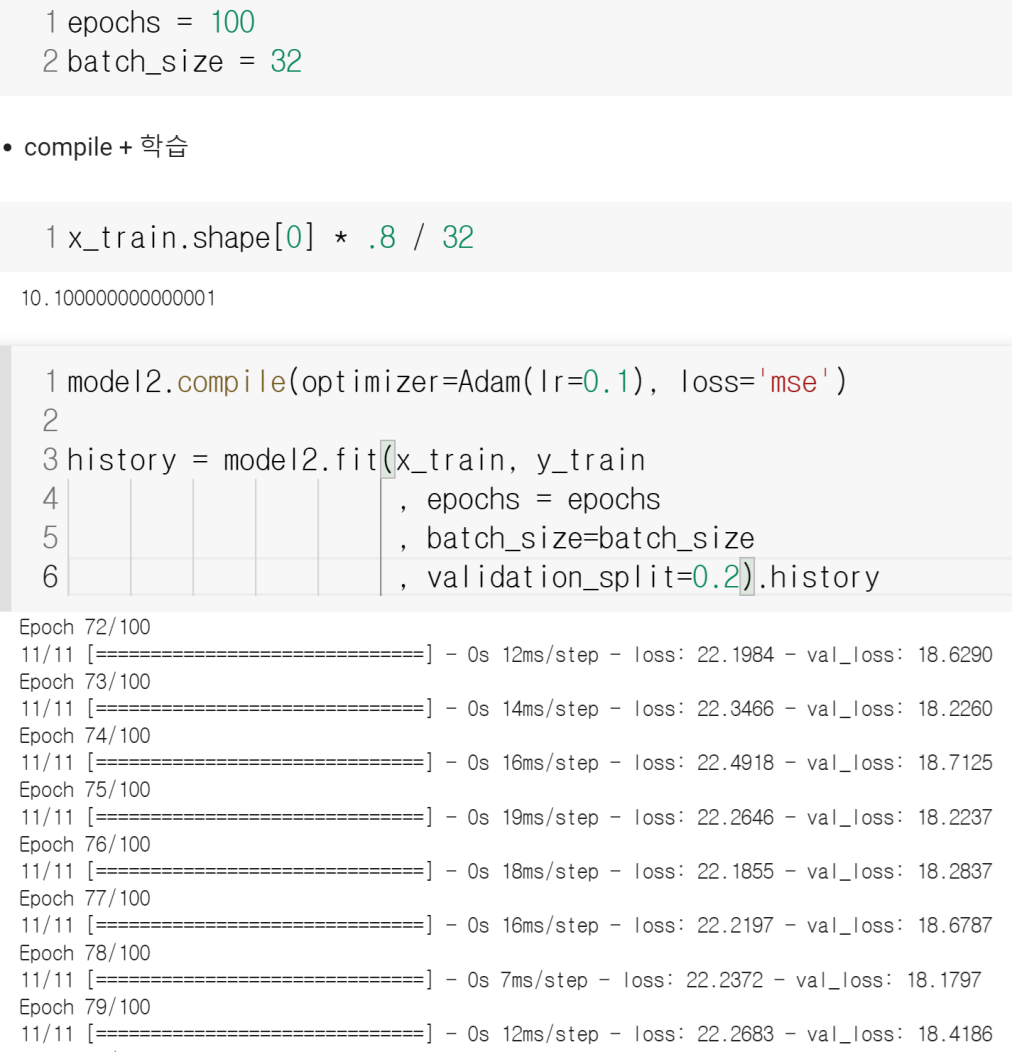 1 epochs = 100
2 batch_size = 32
• compile + 학습
1 x_train.shape[0] * .8 / 32
10.100000000000001
1 model2.compile(optimizer=Adam(lr=0.1), loss='mse')
2
3 history = model2.fit(x_train, y_train
4 , epochs = epochs
5 , batch_size=batch_size
6 , validation_split=0.2).history
Epoch 72/100
11/11 [==============================] - 0s 12ms/step - loss: 22.1984 - val_loss: 18.6290
Epoch 73/100
11/11 [==============================] - 0s 14ms/step - loss: 22.3466 - val_loss: 18.2260
Epoch 74/100
11/11 [==============================] - 0s 16ms/step - loss: 22.4918 - val_loss: 18.7125
Epoch 75/100
11/11 [==============================] - 0s 19ms/step - loss: 22.2646 - val_loss: 18.2237
Epoch 76/100
11/11 [==============================] - 0s 18ms/step - loss: 22.1855 - val_loss: 18.2837
Epoch 77/100
11/11 [==============================] - 0s 16ms/step - loss: 22.2197 - val_loss: 18.6787
Epoch 78/100
11/11 [==============================] - 0s 7ms/step - loss: 22.2372 - val_loss: 18.1797
Epoch 79/100
11/11 [==============================] - 0s 12ms/step - loss: 22.2683 - val_loss: 18.4186